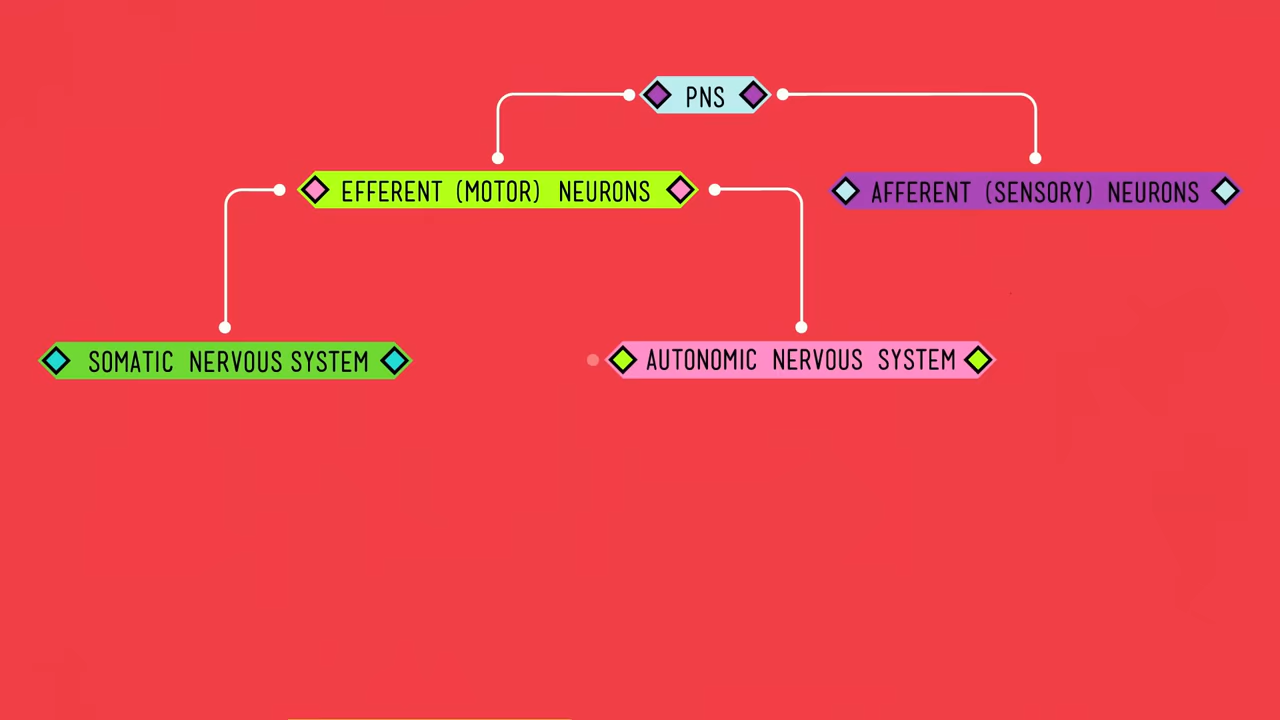 PNS
EFFERENT (MOTOR) NEURONS
AFFERENT (SENSORY) NEURONS
SOMATIC NERVOUS SYSTEM
AUTONOMIC NERVOUS SYSTEM